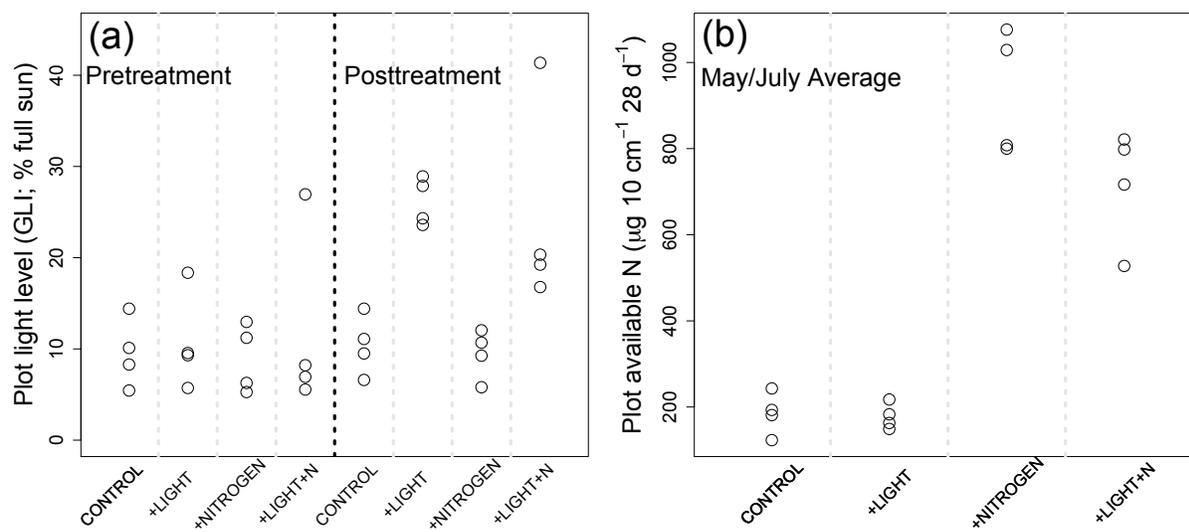 (a)
Pretreatment
Posttreatment
Plot light level (GLI; % full sun)
40
30
20
10
0
CONTROL
+LIGHT
+NITROGEN
+LIGHT+N
CONTROL
+LIGHT
+NITROGEN
+LIGHT+N
(b)
May/July Average
Plot available N (μg 10 cm⁻¹ 28 d⁻¹)
1000
800
600
400
200
CONTROL
+LIGHT
+NITROGEN
+LIGHT+N